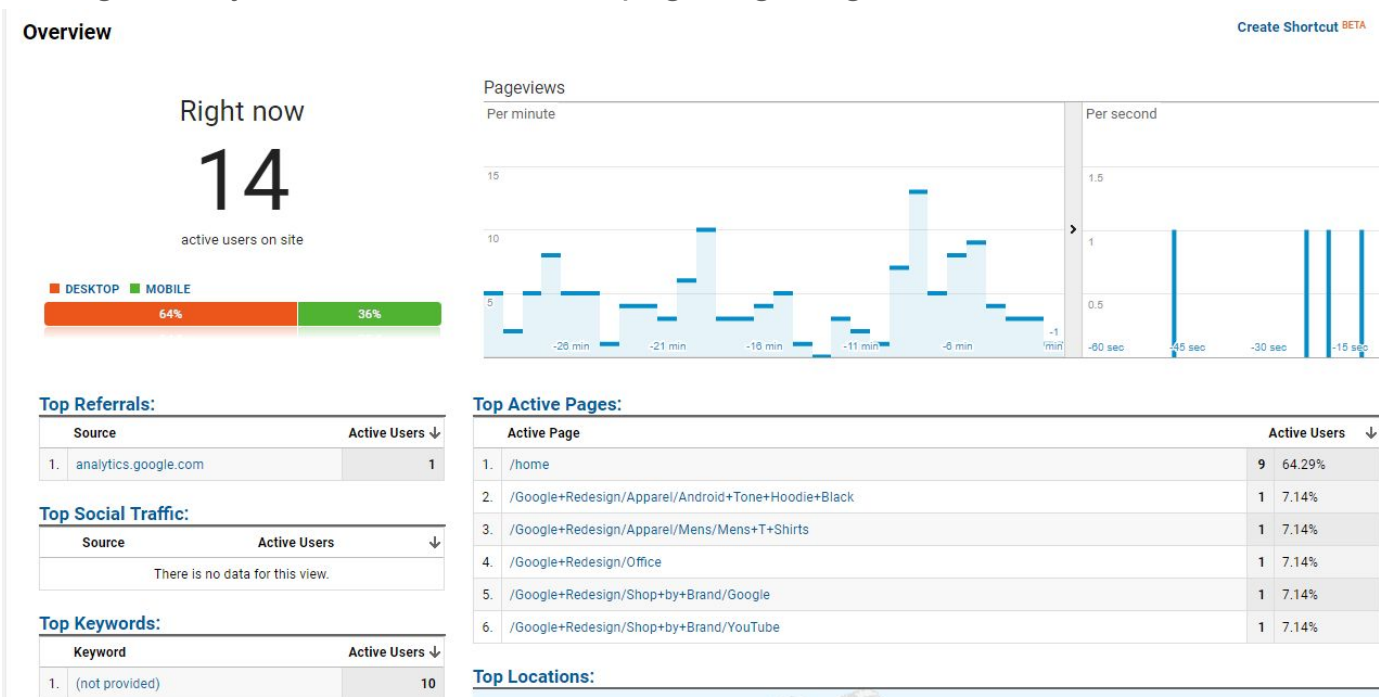 Overview
Create Shortcut BETA
Right now
14
active users on site
DESKTOP MOBILE
64% 36%
Pageviews
Per minute
15
10
5
-26 min -21 min -16 min -11 min -6 min -1 min
Per second
1.5
1
0.5
-60 sec -45 sec -30 sec -15 sec
Top Referrals:
Source Active Users
1. analytics.google.com 1
Top Social Traffic:
Source Active Users
There is no data for this view.
Top Keywords:
Keyword Active Users
1. (not provided) 10
Top Active Pages:
Active Page Active Users
1. /home 9 64.29%
2. /Google+Redesign/Apparel/Android+Tone+Hoodie+Black 1 7.14%
3. /Google+Redesign/Apparel/Mens/Mens+T+Shirts 1 7.14%
4. /Google+Redesign/Office 1 7.14%
5. /Google+Redesign/Shop+by+Brand/Google 1 7.14%
6. /Google+Redesign/Shop+by+Brand/YouTube 1 7.14%
Top Locations: